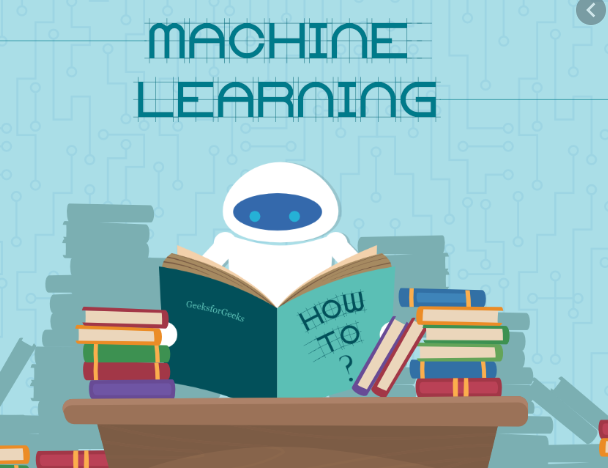 MACHINE
LEARNING
GeeksforGeeks
HOW
TO
?